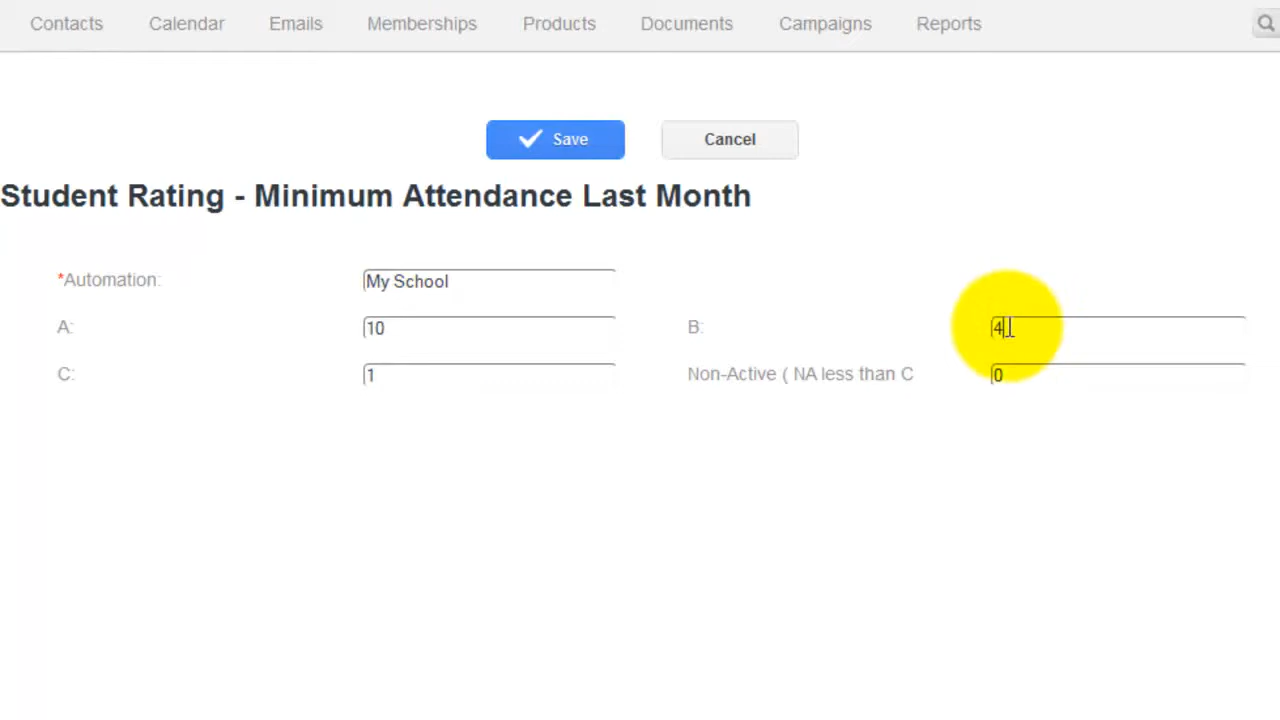 Contacts Calendar Emails Memberships Products Documents Campaigns Reports
Save Cancel
Student Rating - Minimum Attendance Last Month
*Automation: My School
A: 10 B: 4
C: 1 Non-Active ( NA less than C 0